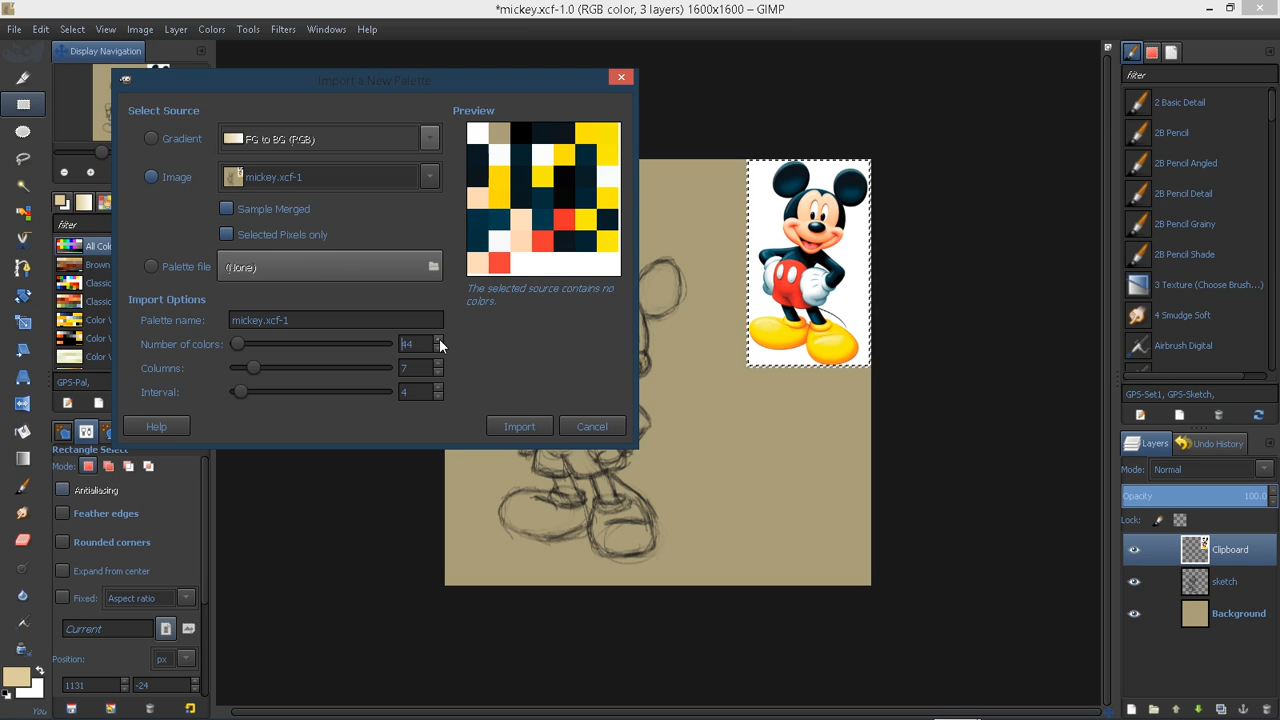 *mickey.xcf-1.0 (RGB color, 3 layers) 1600x1600 – GIMP
File Edit Select View Image Layer Colors Tools Filters Windows Help
Display Navigation
filter
All Co
Brown
Classic
Classic
Color V
Color V
Color V
GPS-Pal,
Import a New Palette
Select Source
Gradient
FG to BG (RGB)
Image
mickey.xcf-1
Sample Merged
Selected Pixels only
Palette file
(None)
Import Options
Palette name:
mickey.xcf-1
Number of colors:
44
Columns:
7
Interval:
4
Preview
The selected source contains no
colors.
Help
Import
Cancel
Rectangle Select
Mode:
Antialiasing
Feather edges
Rounded corners
Expand from center
Fixed:
Aspect ratio
Current
Position:
px
1131
-24
You
filter
2 Basic Detail
2B Pencil
2B Pencil Angled
2B Pencil Detail
2B Pencil Grainy
2B Pencil Shade
3 Texture (Choose Brush...)
4 Smudge Soft
Airbrush Digital
GPS-Set1, GPS-Sketch,
Layers
Undo History
Mode:
Normal
Opacity
100.0
Lock:
Clipboard
sketch
Background